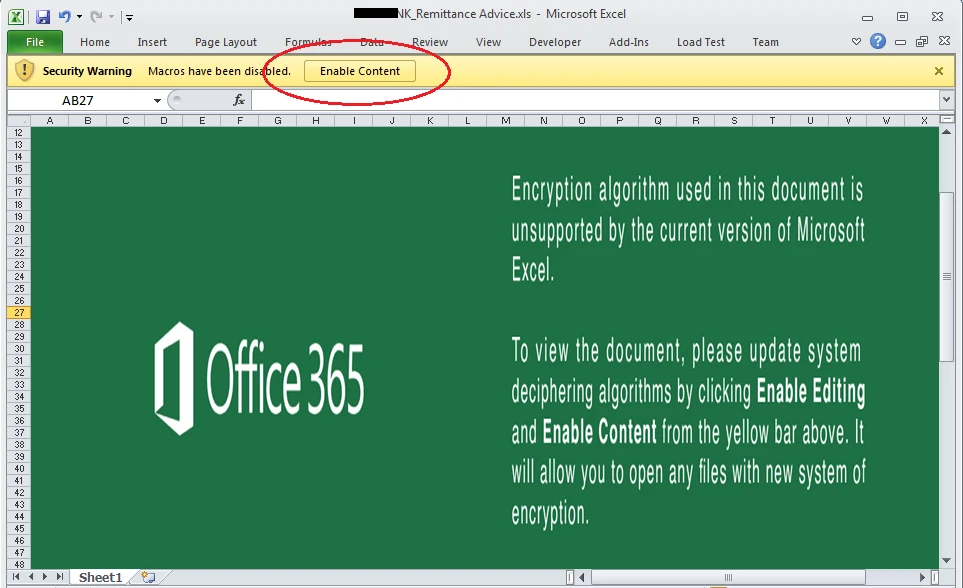 NK_Remittance Advice.xls - Microsoft Excel
File Home Insert Page Layout Formulas Data Review View Developer Add-Ins Load Test Team
Security Warning Macros have been disabled. Enable Content
AB27 fx
A B C D E F G H I J K L M N O P Q R S T U V W X
12
13
14
15
16
17
18
19
20
21
22
23
24
25
26
27
28
29
30
31
32
33
34
35
36
37
38
39
40
41
42
43
44
45
46
47
48
Office 365
Encryption algorithm used in this document is
unsupported by the current version of Microsoft
Excel.
To view the document, please update system
deciphering algorithms by clicking Enable Editing
and Enable Content from the yellow bar above. It
will allow you to open any files with new system of
encryption.
Sheet1